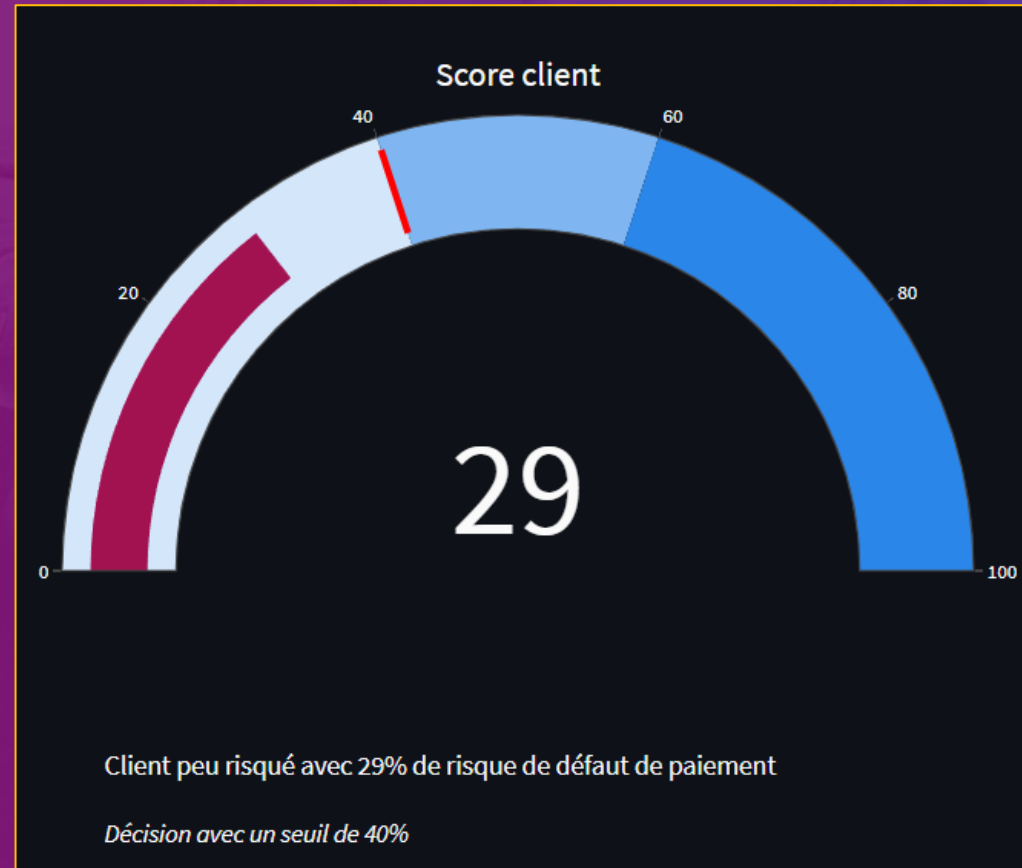 Score client
40
60
20
80
29
0
100
Client peu risqué avec 29% de risque de défaut de paiement
Décision avec un seuil de 40%